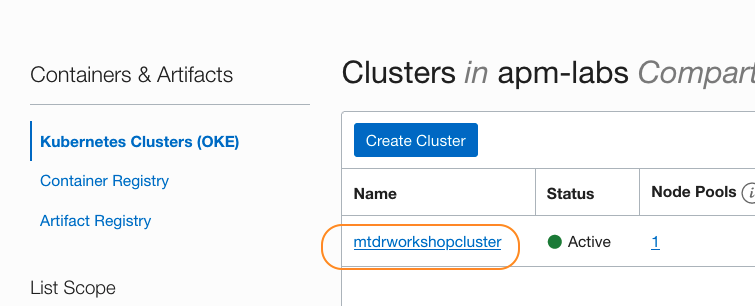 Containers & Artifacts
Kubernetes Clusters (OKE)
Container Registry
Artifact Registry
List Scope
Clusters in apm-labs Compart
Create Cluster
Name Status Node Pools i
mtdrworkshopcluster Active 1